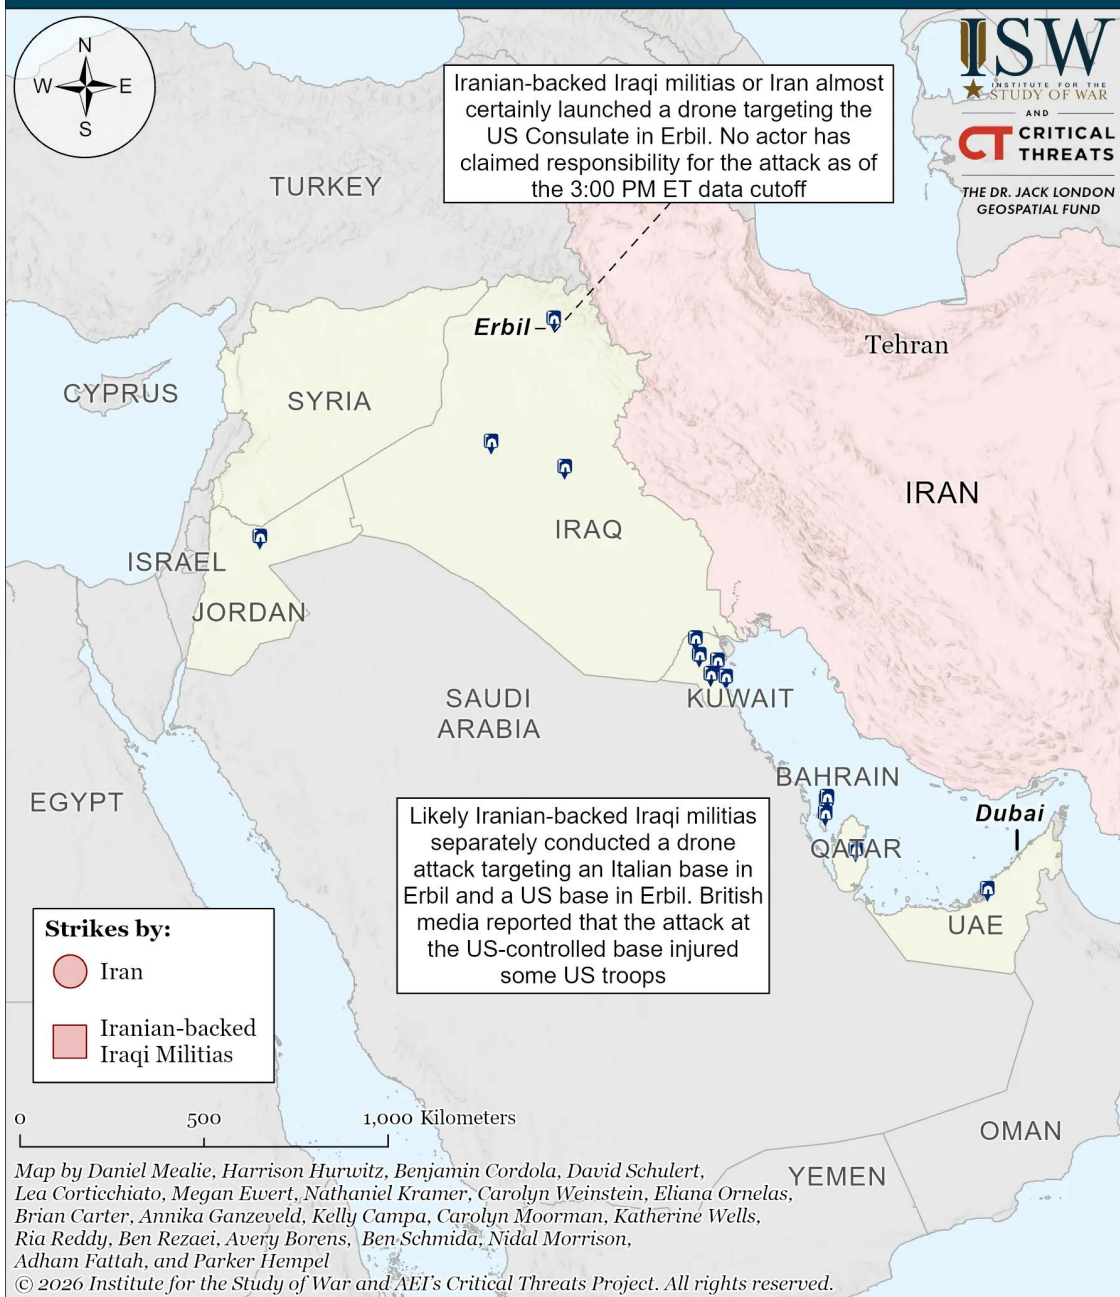 N
W
E
S
ISW
INSTITUTE FOR THE
STUDY OF WAR
AND
CT CRITICAL
THREATS
THE DR. JACK LONDON
GEOSPATIAL FUND
Iranian-backed Iraqi militias or Iran almost
certainly launched a drone targeting the
US Consulate in Erbil. No actor has
claimed responsibility for the attack as of
the 3:00 PM ET data cutoff
TURKEY
Erbil
Tehran
CYPRUS
SYRIA
IRAN
IRAQ
ISRAEL
JORDAN
SAUDI
ARABIA
KUWAIT
BAHRAIN
EGYPT
Dubai
QATAR
UAE
Likely Iranian-backed Iraqi militias
separately conducted a drone
attack targeting an Italian base in
Erbil and a US base in Erbil. British
media reported that the attack at
the US-controlled base injured
some US troops
Strikes by:
Iran
Iranian-backed
Iraqi Militias
0 500 1,000 Kilometers
OMAN
YEMEN
Map by Daniel Mealie, Harrison Hurwitz, Benjamin Cordola, David Schulert,
Lea Corticchiato, Megan Ewert, Nathaniel Kramer, Carolyn Weinstein, Eliana Ornelas,
Brian Carter, Annika Ganzeveld, Kelly Campa, Carolyn Moorman, Katherine Wells,
Ria Reddy, Ben Rezaei, Avery Borens, Ben Schmida, Nidal Morrison,
Adham Fattah, and Parker Hempel
© 2026 Institute for the Study of War and AEI's Critical Threats Project. All rights reserved.